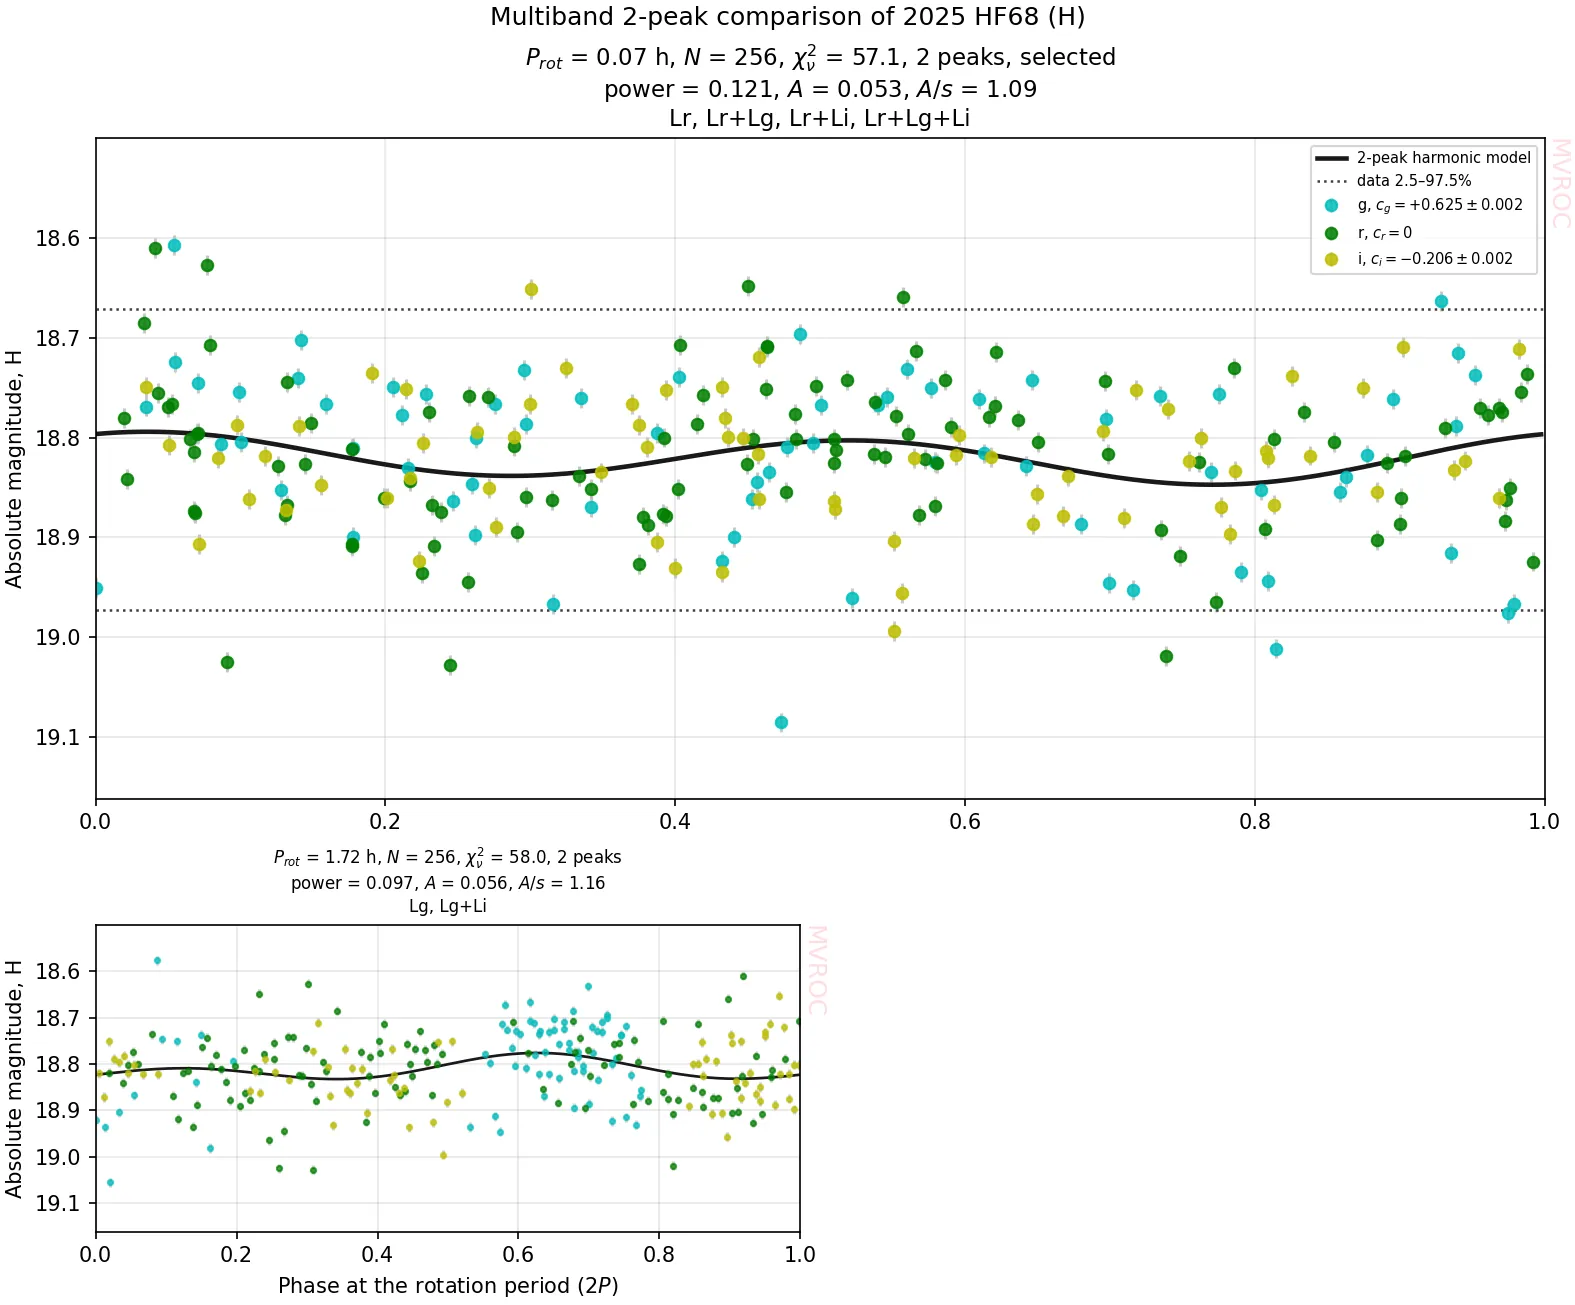 Multiband 2-peak comparison of 2025 HF68 (H)
P_rot = 0.07 h, N = 256, χ²_ν = 57.1, 2 peaks, selected
power = 0.121, A = 0.053, A/s = 1.09
Lr, Lr+Lg, Lr+Li, Lr+Lg+Li
2-peak harmonic model
data 2.5–97.5%
g, c_g = +0.625 ± 0.002
r, c_r = 0
i, c_i = −0.206 ± 0.002
MVROC
Absolute magnitude, H
18.6
18.7
18.8
18.9
19.0
19.1
0.0 0.2 0.4 0.6 0.8 1.0
P_rot = 1.72 h, N = 256, χ²_ν = 58.0, 2 peaks
power = 0.097, A = 0.056, A/s = 1.16
Lg, Lg+Li
MVROC
Absolute magnitude, H
18.6
18.7
18.8
18.9
19.0
19.1
0.0 0.2 0.4 0.6 0.8 1.0
Phase at the rotation period (2P)